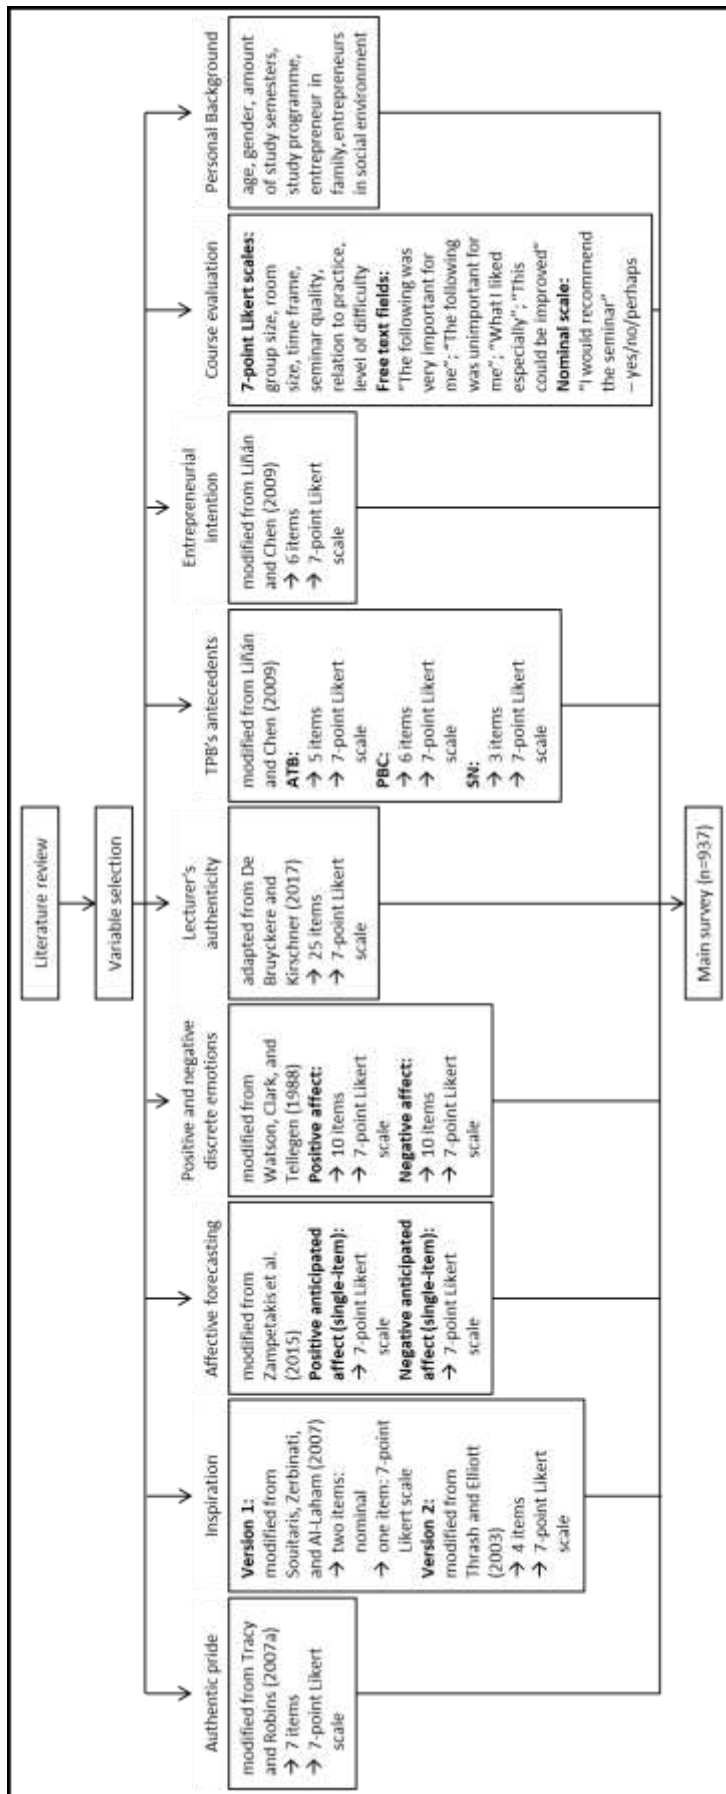 Literature review
Variable selection
Authentic pride
modified from Tracy
and Robins (2007a)
→ 7 items
→ 7-point Likert
scale
Inspiration
Version 1:
modified from
Souitaris, Zerbinati,
and Al-Laham (2007)
→ two items:
nominal
→ one item: 7-point
Likert scale
Version 2:
modified from
Thrash and Elliott
(2003)
→ 4 items
→ 7-point Likert
scale
Affective forecasting
modified from
Zampetakis et al.
(2015)
Positive anticipated
affect (single-item):
→ 7-point Likert
scale
Negative anticipated
affect (single-item):
→ 7-point Likert
scale
Positive and negative
discrete emotions
modified from
Watson, Clark, and
Tellegen (1988)
Positive affect:
→ 10 items
→ 7-point Likert
scale
Negative affect:
→ 10 items
→ 7-point Likert
scale
Lecturer's
authenticity
adapted from De
Bruyckere and
Kirschner (2017)
→ 25 items
→ 7-point Likert
scale
TPB's antecedents
modified from Liñán
and Chen (2009)
ATB:
→ 5 items
→ 7-point Likert
scale
PBC:
→ 6 items
→ 7-point Likert
scale
SN:
→ 3 items
→ 7-point Likert
scale
Entrepreneurial
intention
modified from Liñán
and Chen (2009)
→ 6 items
→ 7-point Likert
scale
Course evaluation
7-point Likert scales:
group size, room
size, time frame,
seminar quality,
relation to practice,
level of difficulty
Free text fields:
"The following was
very important for
me"; "The following
was unimportant for
me"; "What I liked
especially"; "This
could be improved"
Nominal scale:
"I would recommend
the seminar"
– yes/no/perhaps
Personal Background
age, gender, amount
of study semesters,
study programme,
entrepreneur in
family, entrepreneurs
in social environment
Main survey (n=937)